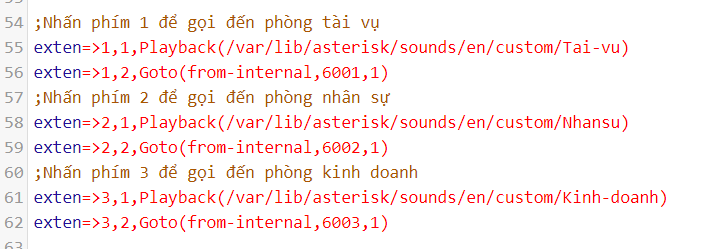 54 ;Nhấn phím 1 để gọi đến phòng tài vụ
55 exten=>1,1,Playback(/var/lib/asterisk/sounds/en/custom/Tai-vu)
56 exten=>1,2,Goto(from-internal,6001,1)
57 ;Nhấn phím 2 để gọi đến phòng nhân sự
58 exten=>2,1,Playback(/var/lib/asterisk/sounds/en/custom/Nhansu)
59 exten=>2,2,Goto(from-internal,6002,1)
60 ;Nhấn phím 3 để gọi đến phòng kinh doanh
61 exten=>3,1,Playback(/var/lib/asterisk/sounds/en/custom/Kinh-doanh)
62 exten=>3,2,Goto(from-internal,6003,1)
63